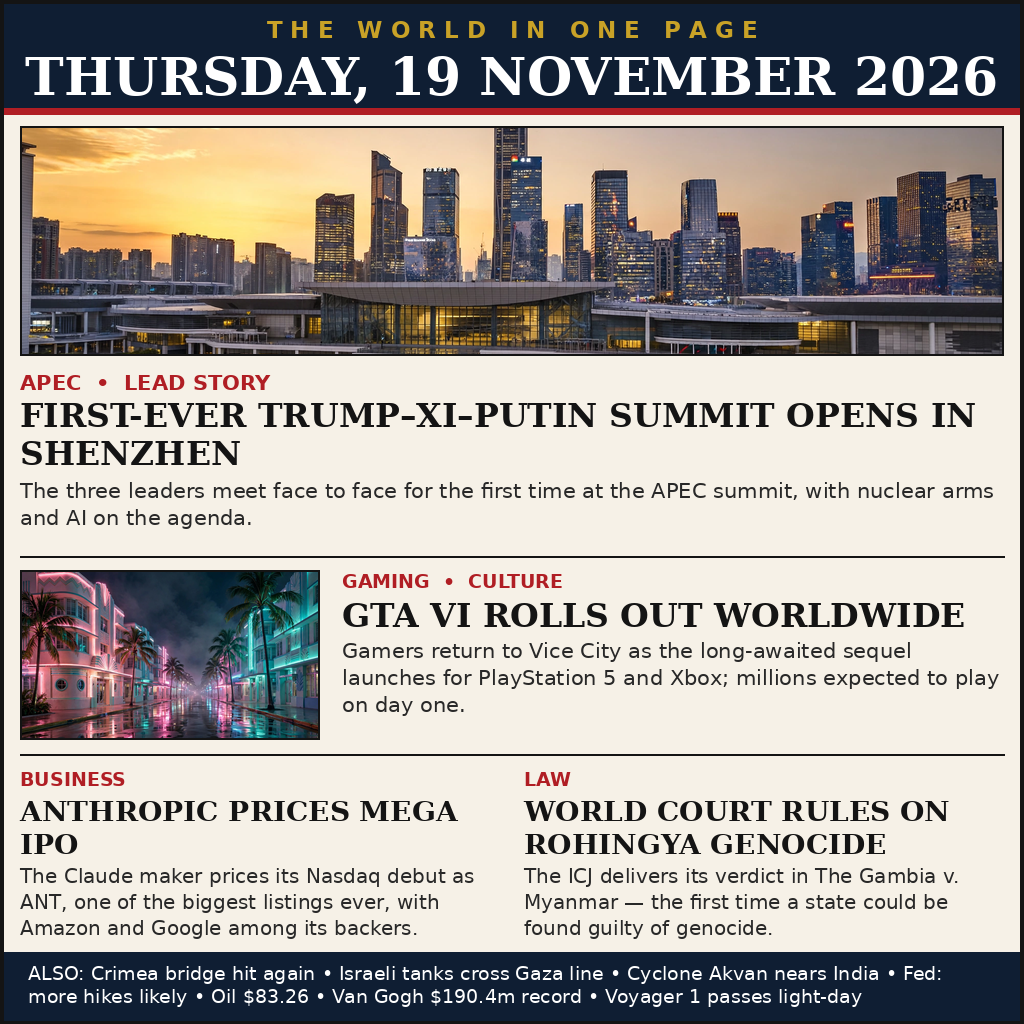 THE WORLD IN ONE PAGE
THURSDAY, 19 NOVEMBER 2026
APEC • LEAD STORY
FIRST-EVER TRUMP–XI–PUTIN SUMMIT OPENS IN
SHENZHEN
The three leaders meet face to face for the first time at the APEC summit, with nuclear arms
and AI on the agenda.
GAMING • CULTURE
GTA VI ROLLS OUT WORLDWIDE
Gamers return to Vice City as the long-awaited sequel
launches for PlayStation 5 and Xbox; millions expected to play
on day one.
BUSINESS
ANTHROPIC PRICES MEGA
IPO
The Claude maker prices its Nasdaq debut as
ANT, one of the biggest listings ever, with
Amazon and Google among its backers.
LAW
WORLD COURT RULES ON
ROHINGYA GENOCIDE
The ICJ delivers its verdict in The Gambia v.
Myanmar — the first time a state could be
found guilty of genocide.
ALSO: Crimea bridge hit again • Israeli tanks cross Gaza line • Cyclone Akvan nears India • Fed:
more hikes likely • Oil $83.26 • Van Gogh $190.4m record • Voyager 1 passes light-day